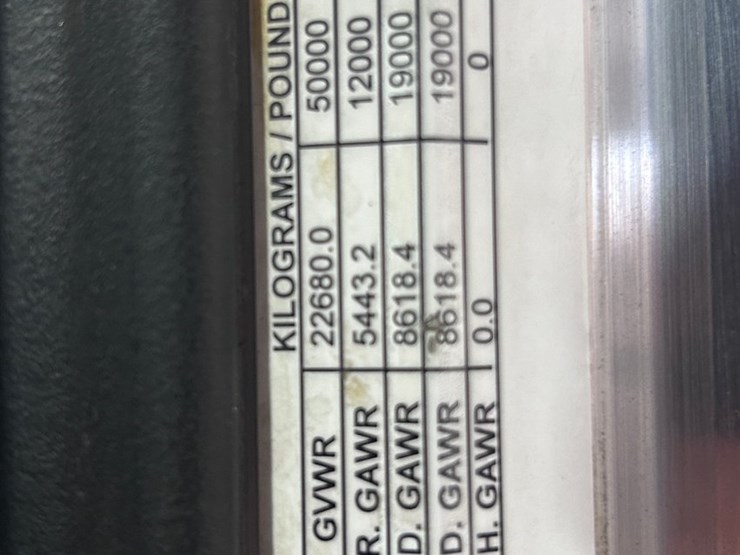 KILOGRAMS / POUND
GVWR 22680.0 50000
R. GAWR 5443.2 12000
D. GAWR 8618.4 19000
D. GAWR 8618.4 19000
H. GAWR 0.0 0